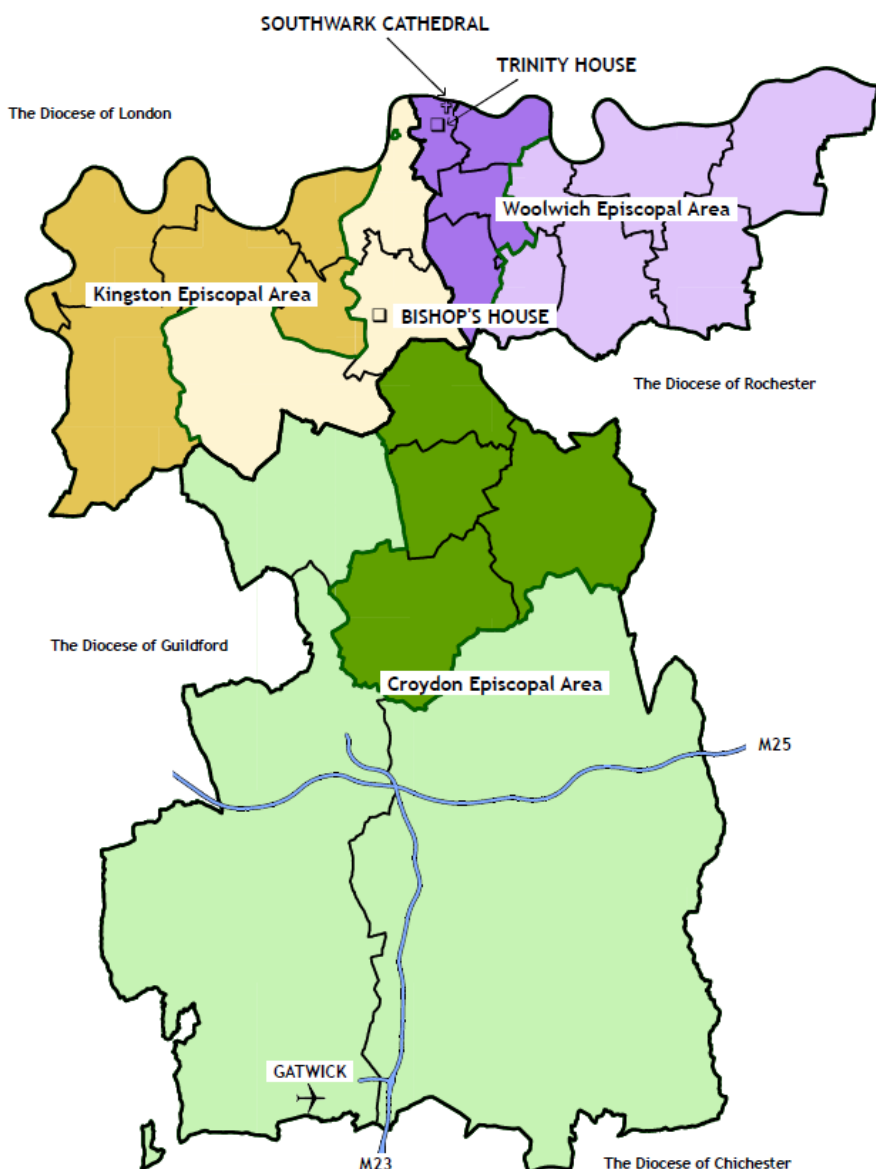 SOUTHWARK CATHEDRAL
TRINITY HOUSE
The Diocese of London
Woolwich Episcopal Area
Kingston Episcopal Area
BISHOP'S HOUSE
The Diocese of Rochester
The Diocese of Guildford
Croydon Episcopal Area
M25
GATWICK
M23
The Diocese of Chichester